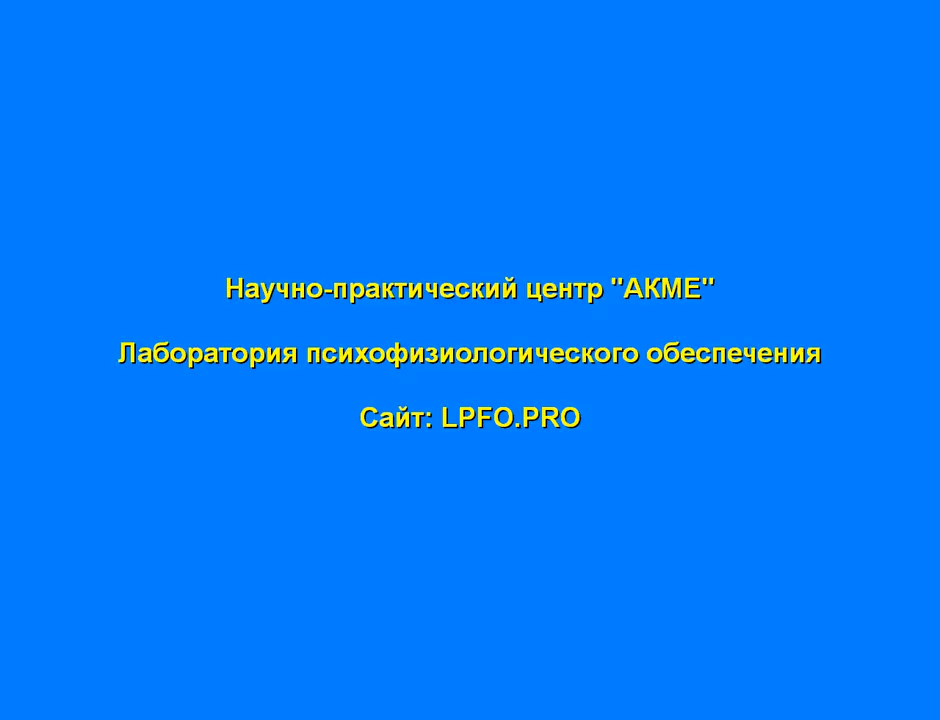 Научно-практический центр "АКМЕ"
Лаборатория психофизиологического обеспечения
Сайт: LPFO.PRO